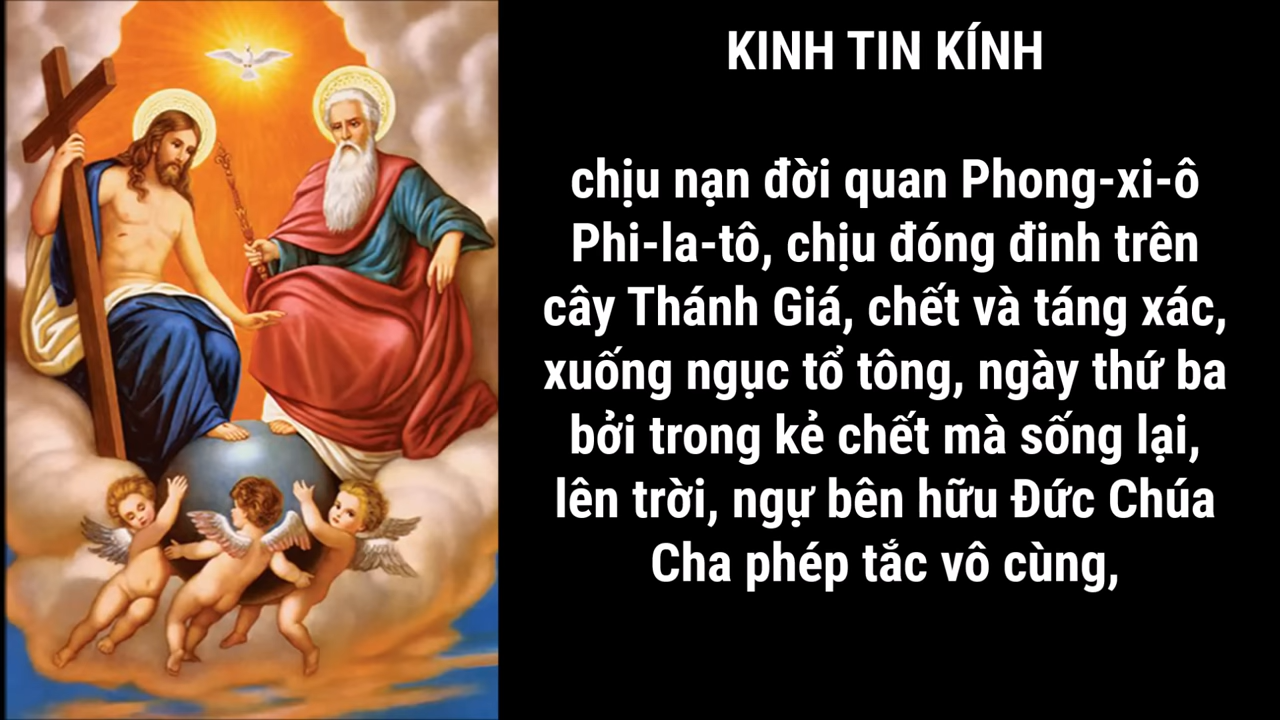 KINH TIN KÍNH
chịu nạn đời quan Phong-xi-ô
Phi-la-tô, chịu đóng đinh trên
cây Thánh Giá, chết và táng xác,
xuống ngục tổ tông, ngày thứ ba
bởi trong kẻ chết mà sống lại,
lên trời, ngự bên hữu Đức Chúa
Cha phép tắc vô cùng,